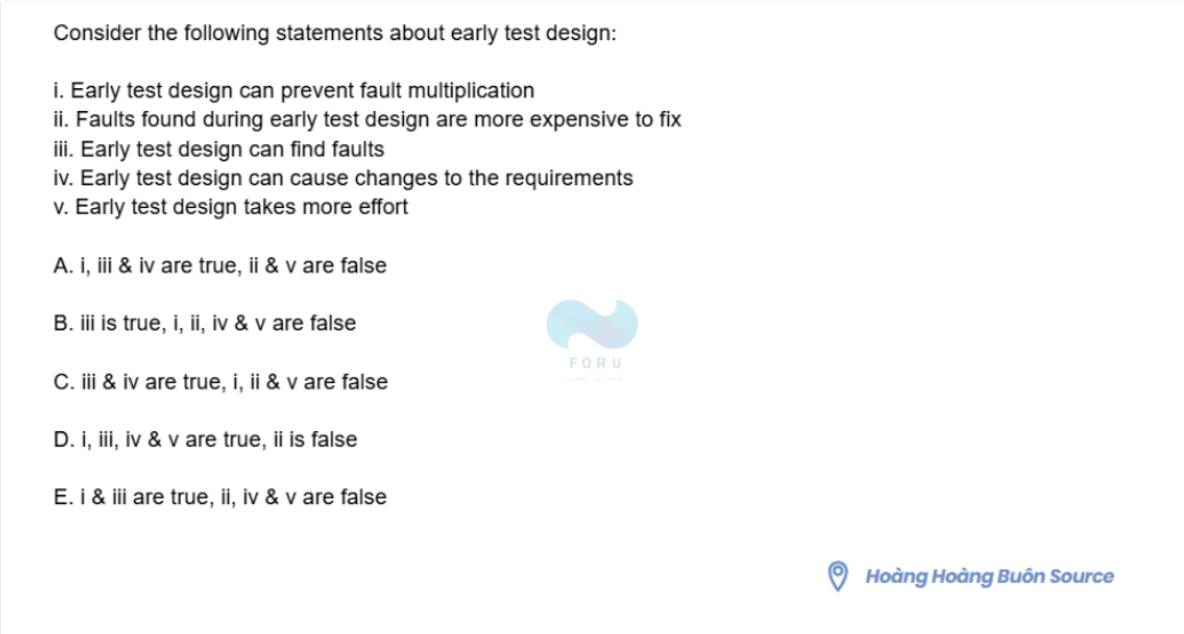 Consider the following statements about early test design:
i. Early test design can prevent fault multiplication
ii. Faults found during early test design are more expensive to fix
iii. Early test design can find faults
iv. Early test design can cause changes to the requirements
v. Early test design takes more effort
A. i, iii & iv are true, ii & v are false
B. iii is true, i, ii, iv & v are false
C. iii & iv are true, i, ii & v are false
D. i, iii, iv & v are true, ii is false
E. i & iii are true, ii, iv & v are false
FORU
Hoàng Hoàng Buôn Source